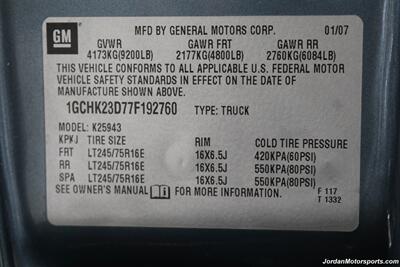 GM
MFD BY GENERAL MOTORS CORP. 01/07
GVWR GAWR FRT GAWR RR
4173KG(9200LB) 2177KG(4800LB) 2760KG(6084LB)
THIS VEHICLE CONFORMS TO ALL APPLICABLE U.S. FEDERAL MOTOR
VEHICLE SAFETY STANDARDS IN EFFECT ON THE DATE OF
MANUFACTURE SHOWN ABOVE.
1GCHK23D77F192760 TYPE: TRUCK
MODEL: K25943
KPKJ TIRE SIZE RIM COLD TIRE PRESSURE
FRT LT245/75R16E 16X6.5J 420KPA(60PSI)
RR LT245/75R16E 16X6.5J 550KPA(80PSI)
SPA LT245/75R16E 16X6.5J 550KPA(80PSI)
SEE OWNER'S MANUAL FOR MORE INFORMATION. F 117
T 1332
www.JordanMotorsports.com